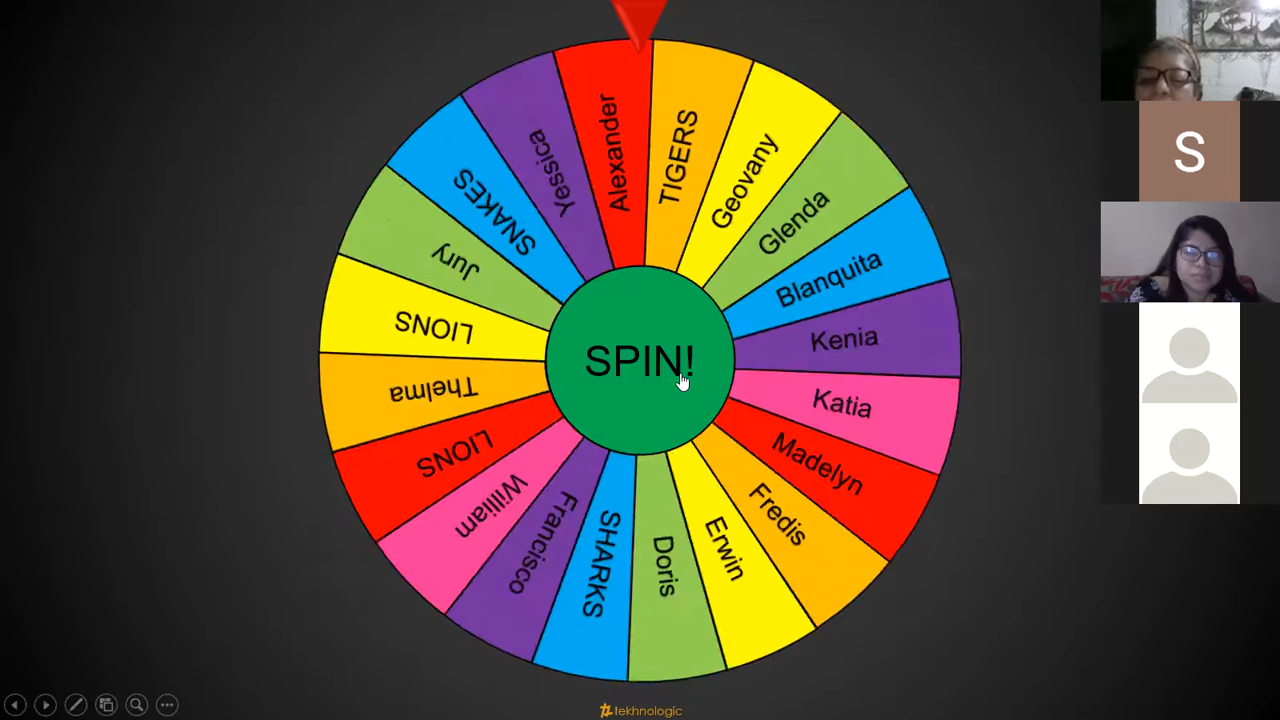 Alexander
TIGERS
Geovany
Glenda
Blanquita
Kenia
Katia
Madelyn
Fredis
Erwin
Doris
SHARKS
Francisco
William
LIONS
Thelma
LIONS
Jury
SNAKES
Yessica
SPIN!
S
tekhnologic